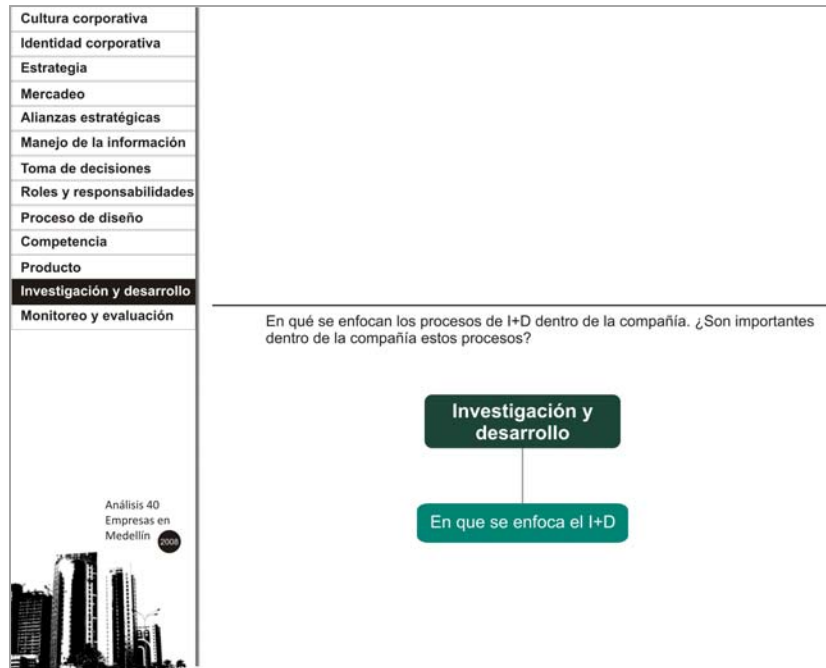 Cultura corporativa
Identidad corporativa
Estrategia
Mercadeo
Alianzas estratégicas
Manejo de la información
Toma de decisiones
Roles y responsabilidades
Proceso de diseño
Competencia
Producto
Investigación y desarrollo
Monitoreo y evaluación
En qué se enfocan los procesos de I+D dentro de la compañía. ¿Son importantes
dentro de la compañía estos procesos?
Investigación y
desarrollo
En que se enfoca el I+D
Análisis 40
Empresas en
Medellín 2008